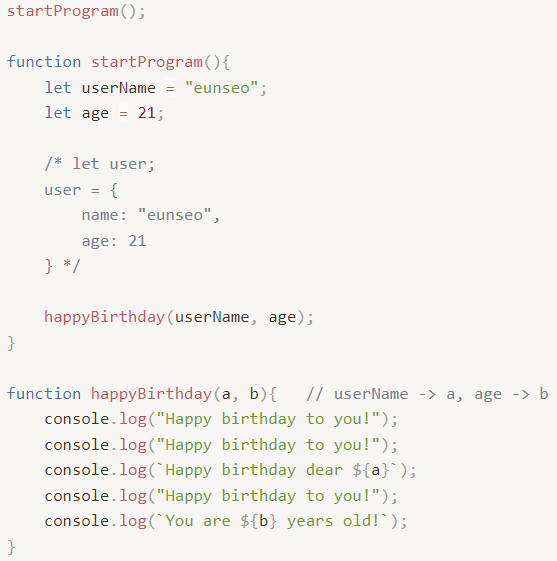 startProgram();
function startProgram(){
let userName = "eunseo";
let age = 21;
/* let user;
user = {
name: "eunseo",
age: 21
} */
happyBirthday(userName, age);
}
function happyBirthday(a, b){   // userName -> a, age -> b
console.log("Happy birthday to you!");
console.log("Happy birthday to you!");
console.log(`Happy birthday dear ${a}`);
console.log("Happy birthday to you!");
console.log(`You are ${b} years old!`);
}